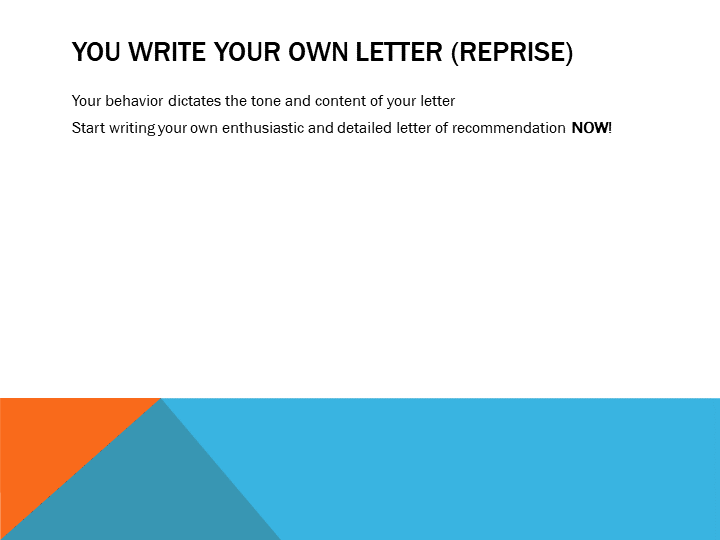 YOU WRITE YOUR OWN LETTER (REPRISE)
Your behavior dictates the tone and content of your letter
Start writing your own enthusiastic and detailed letter of recommendation NOW!